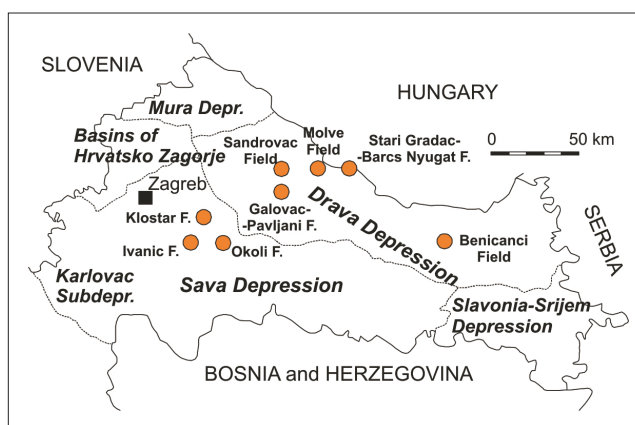 SLOVENIA
HUNGARY
Mura Depr.
Basins of
Hrvatsko Zagorje
Sandrovac
Field
Molve
Field
Stari Gradac-
-Barcs Nyugat F.
0 50 km
Zagreb
Klostar F.
Galovac-
-Pavljani F.
Drava Depression
SERBIA
Ivanic F.
Okoli F.
Benicanci
Field
Karlovac
Subdepr.
Sava Depression
Slavonia-Srijem
Depression
BOSNIA and HERZEGOVINA